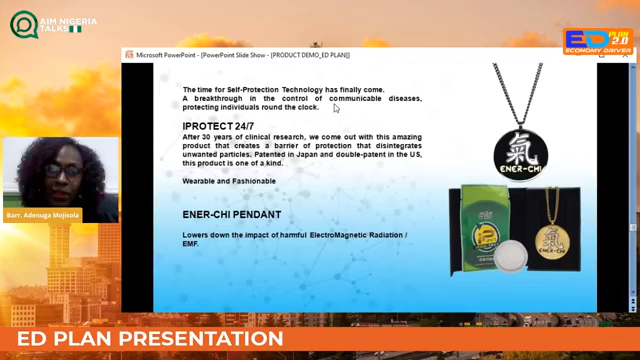 AIM NIGERIA
TALKS
ED PLAN
2.0
ECONOMY DRIVER
Microsoft PowerPoint - [PowerPoint Slide Show - [PRODUCT DEMO_ED PLAN]]
The time for Self-Protection Technology has finally come.
A breakthrough in the control of communicable diseases,
protecting individuals round the clock.
IPROTECT 24/7
After 30 years of clinical research, we come out with this amazing
product that creates a barrier of protection that disintegrates
unwanted particles. Patented in Japan and double-patent in the US,
this product is one of a kind.
Wearable and Fashionable
ENER-CHI PENDANT
Lowers down the impact of harmful ElectroMagnetic Radiation /
EMF.
氣
ENER-CHI
氣
ENER-CHI
Barr. Adenuga Mojisola
ED PLAN PRESENTATION